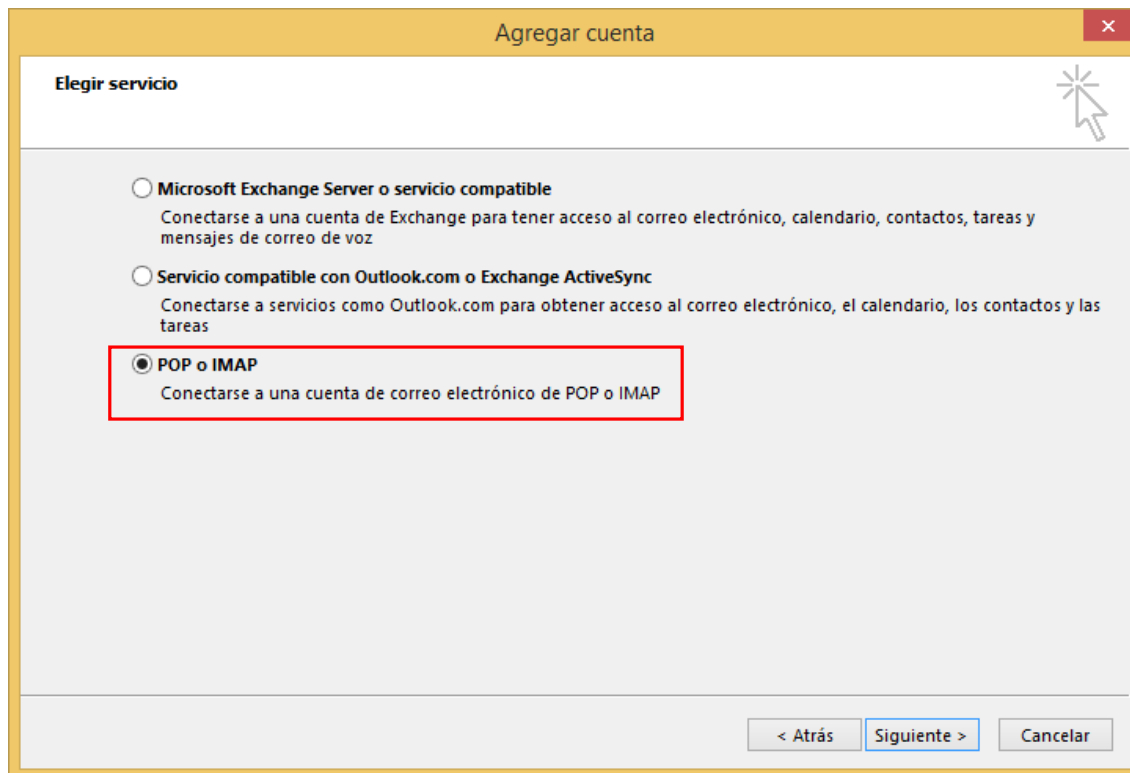 Agregar cuenta
Elegir servicio
Microsoft Exchange Server o servicio compatible
Conectarse a una cuenta de Exchange para tener acceso al correo electrónico, calendario, contactos, tareas y
mensajes de correo de voz
Servicio compatible con Outlook.com o Exchange ActiveSync
Conectarse a servicios como Outlook.com para obtener acceso al correo electrónico, el calendario, los contactos y las
tareas
POP o IMAP
Conectarse a una cuenta de correo electrónico de POP o IMAP
< Atrás Siguiente > Cancelar